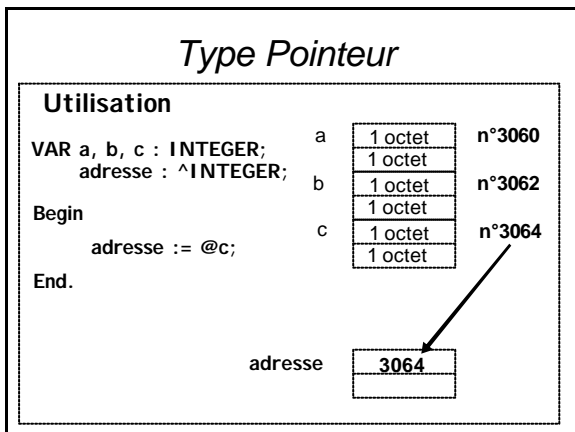 Type Pointeur
Utilisation
VAR a, b, c : INTEGER;
adresse : ^INTEGER;
Begin
adresse := @c;
End.
a 1 octet n°3060
1 octet
b 1 octet n°3062
1 octet
c 1 octet n°3064
1 octet
adresse 3064